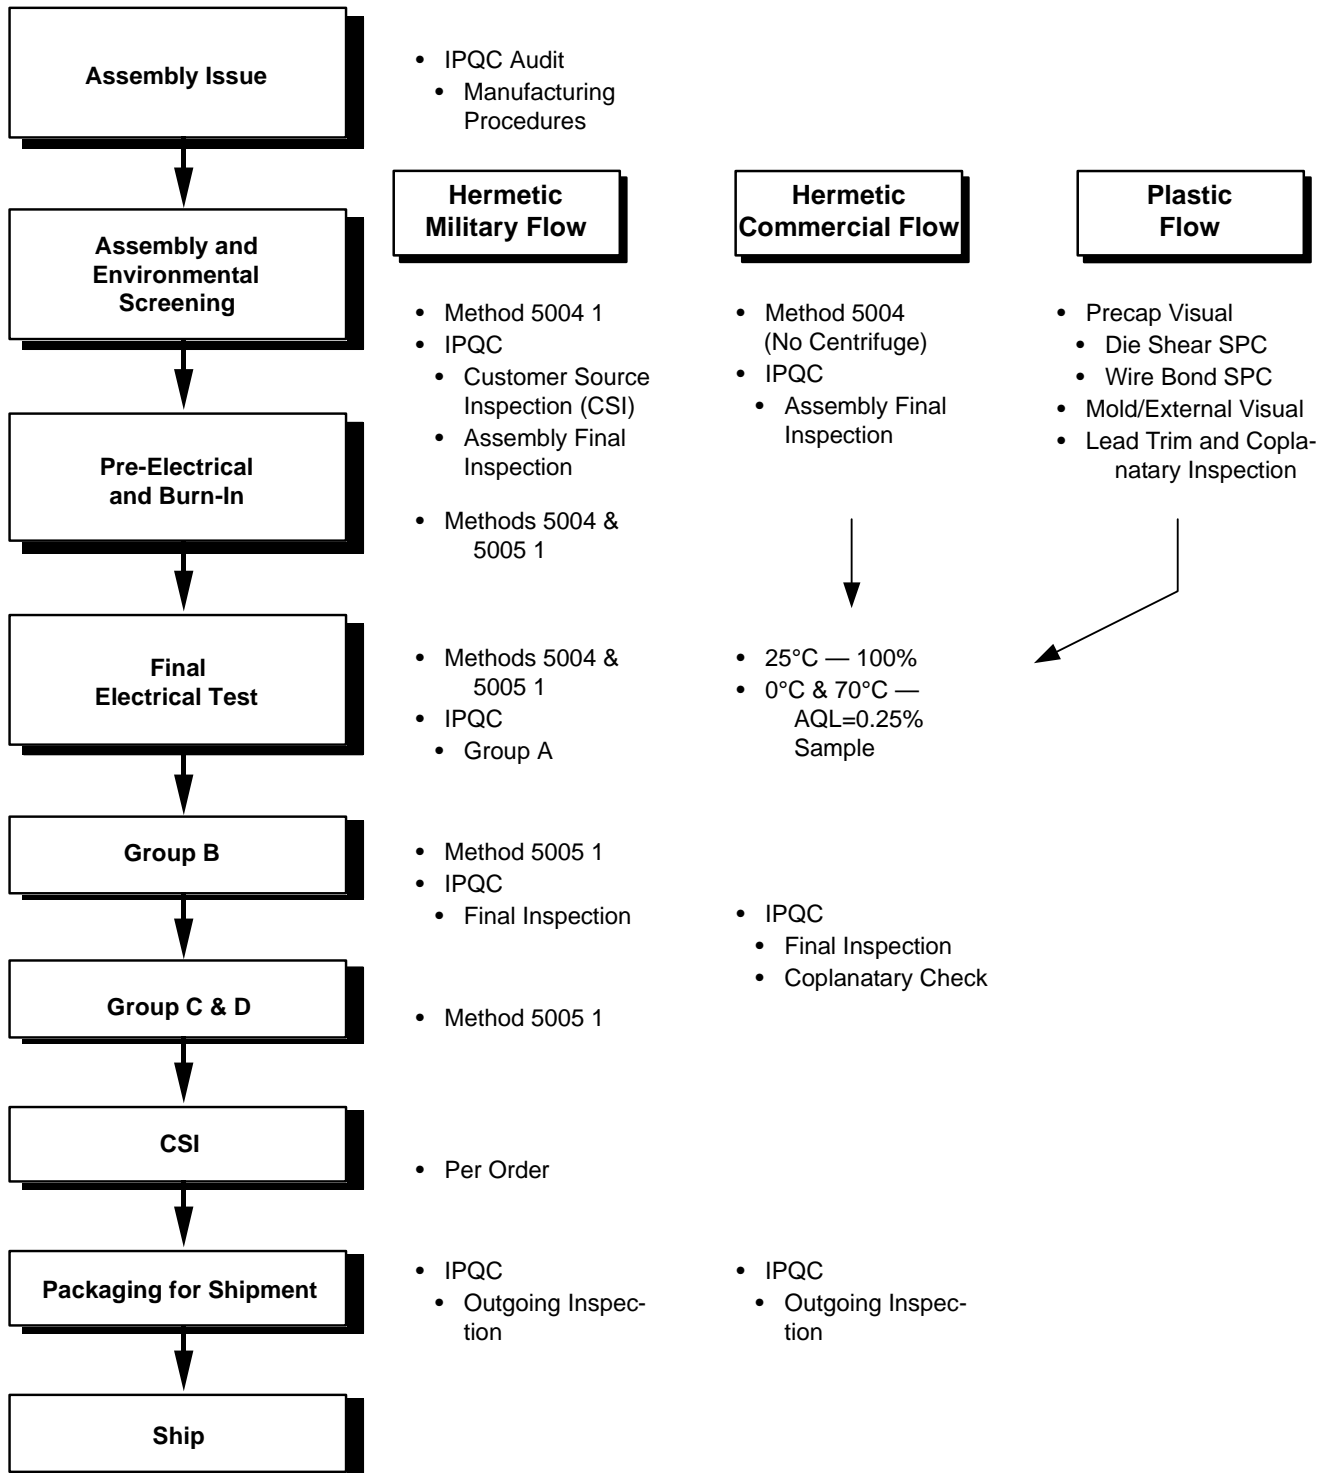 Assembly Issue
• IPQC Audit
• Manufacturing
Procedures
Hermetic
Military Flow
Hermetic
Commercial Flow
Plastic
Flow
Assembly and
Environmental
Screening
• Method 5004 1
• IPQC
• Customer Source
Inspection (CSI)
• Assembly Final
Inspection
• Method 5004
(No Centrifuge)
• IPQC
• Assembly Final
Inspection
• Precap Visual
• Die Shear SPC
• Wire Bond SPC
• Mold/External Visual
• Lead Trim and Copla-
natary Inspection
Pre-Electrical
and Burn-In
• Methods 5004 &
5005 1
Final
Electrical Test
• Methods 5004 &
5005 1
• IPQC
• Group A
• 25°C — 100%
• 0°C & 70°C —
AQL=0.25%
Sample
Group B
• Method 5005 1
• IPQC
• Final Inspection
• IPQC
• Final Inspection
• Coplanatary Check
Group C & D
• Method 5005 1
CSI
• Per Order
Packaging for Shipment
• IPQC
• Outgoing Inspec-
tion
• IPQC
• Outgoing Inspec-
tion
Ship